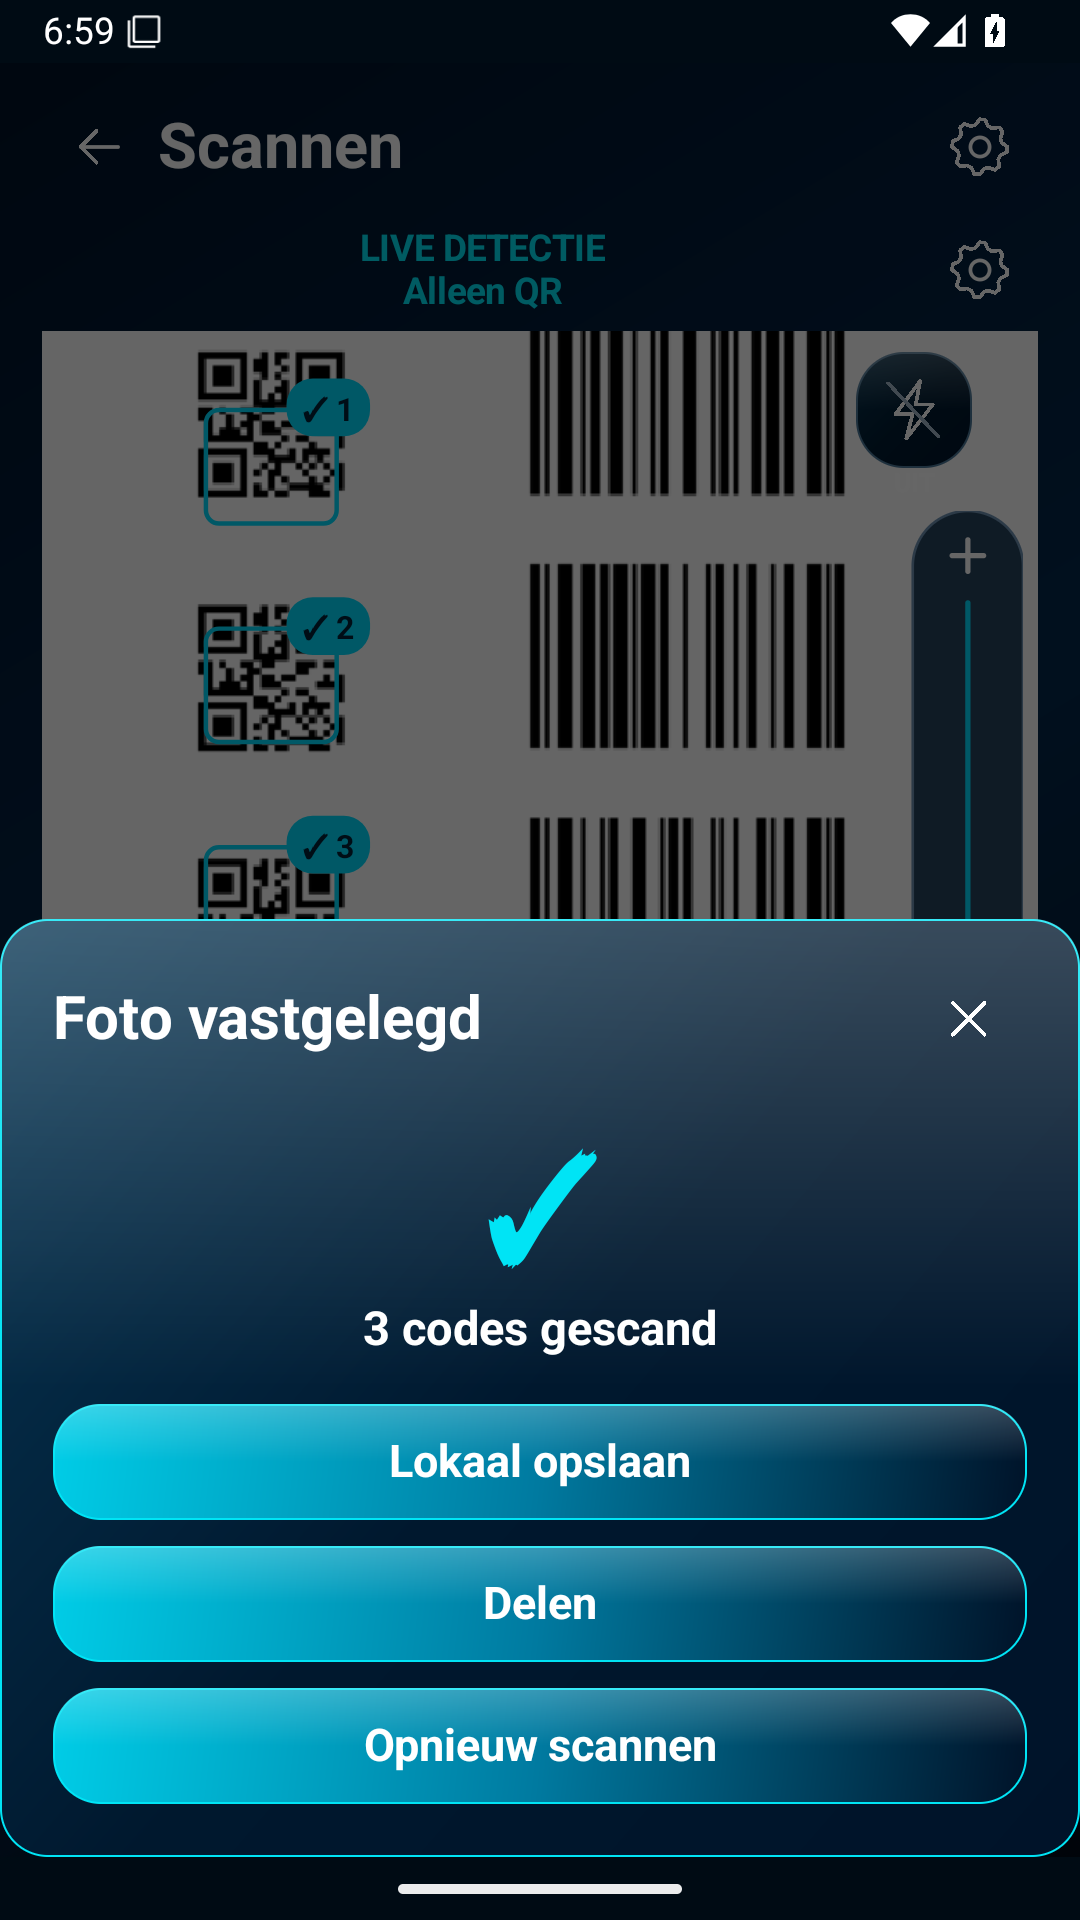 6:59
Scannen
LIVE DETECTIE
Alleen QR
✓ 1
✓ 2
✓ 3
Foto vastgelegd
3 codes gescand
Lokaal opslaan
Delen
Opnieuw scannen